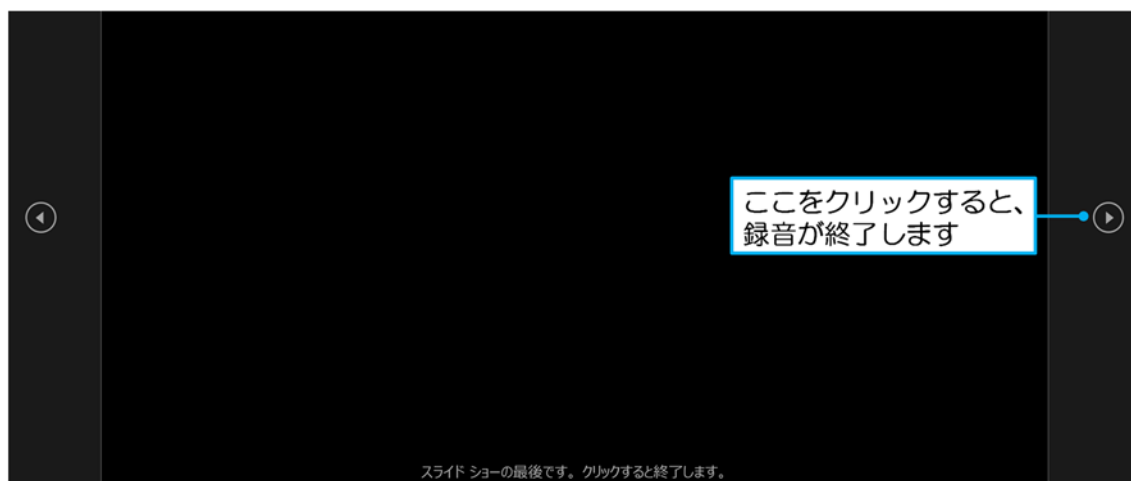 ここをクリックすると、
録音が終了します
スライド ショーの最後です。クリックすると終了します。